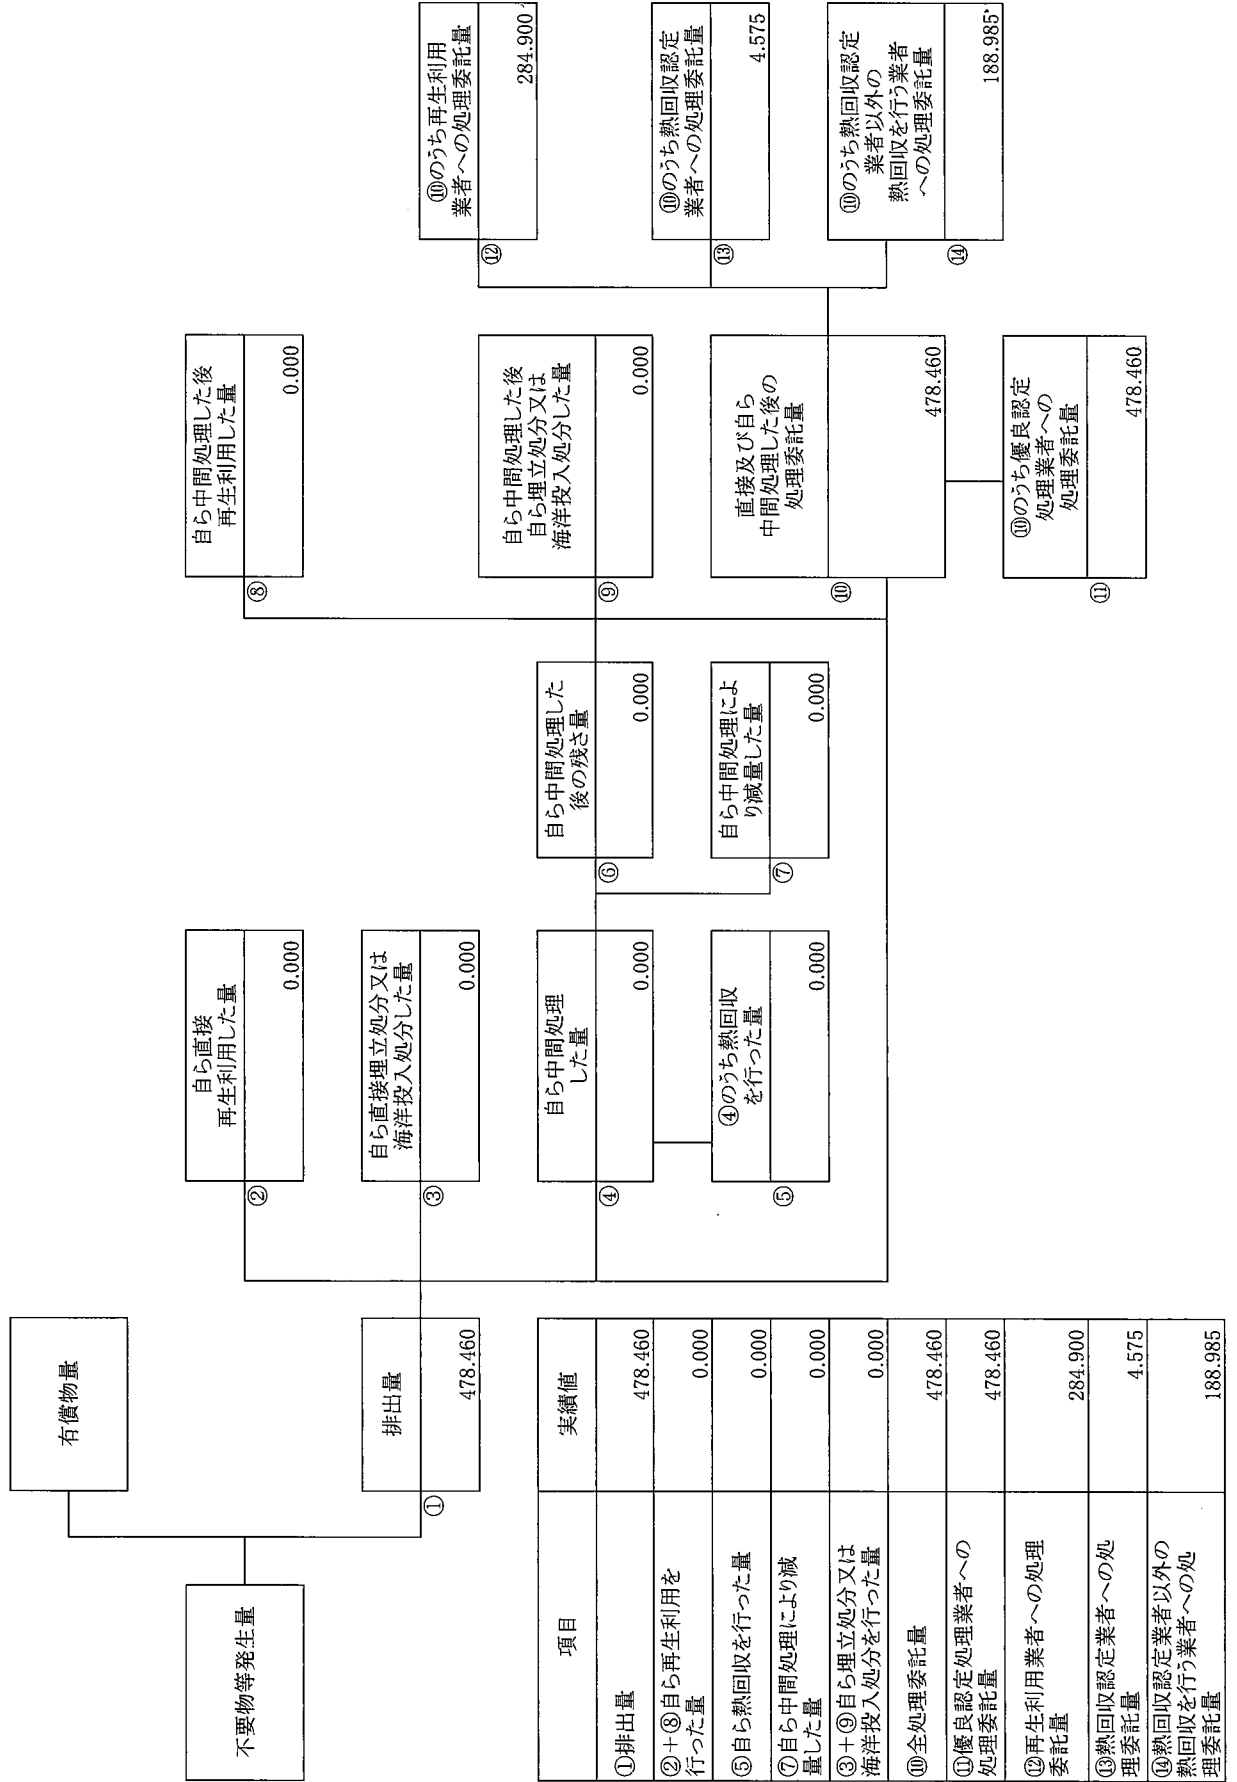 有償物量
不要物等発生量
①
排出量
478.460
②
自ら直接
再生利用した量
0.000
③
自ら直接埋立処分又は
海洋投入処分した量
0.000
④
自ら中間処理
した量
0.000
⑤
④のうち熱回収
を行った量
0.000
⑥
自ら中間処理した
後の残さ量
0.000
⑦
自ら中間処理によ
り減量した量
0.000
⑧
自ら中間処理した後
再生利用した量
0.000
⑨
自ら中間処理した後
自ら埋立処分又は
海洋投入処分した量
0.000
⑩
直接及び自ら
中間処理した後の
処理委託量
478.460
⑪
⑩のうち優良認定
処理業者への
処理委託量
478.460
⑫
⑩のうち再生利用
業者への処理委託量
284.900
⑬
⑩のうち熱回収認定
業者への処理委託量
4.575
⑭
⑩のうち熱回収認定
業者以外の
熱回収を行う業者
への処理委託量
188.985
項目 実績値
①排出量 478.460
②+⑧自ら再生利用を
行った量 0.000
⑤自ら熱回収を行った量 0.000
⑦自ら中間処理により減
量した量 0.000
③+⑨自ら埋立処分又は
海洋投入処分を行った量 0.000
⑩全処理委託量 478.460
⑪優良認定処理業者への
処理委託量 478.460
⑫再生利用業者への処理
委託量 284.900
⑬熱回収認定業者への処
理委託量 4.575
⑭熱回収認定業者以外の
熱回収を行う業者への処
理委託量 188.985